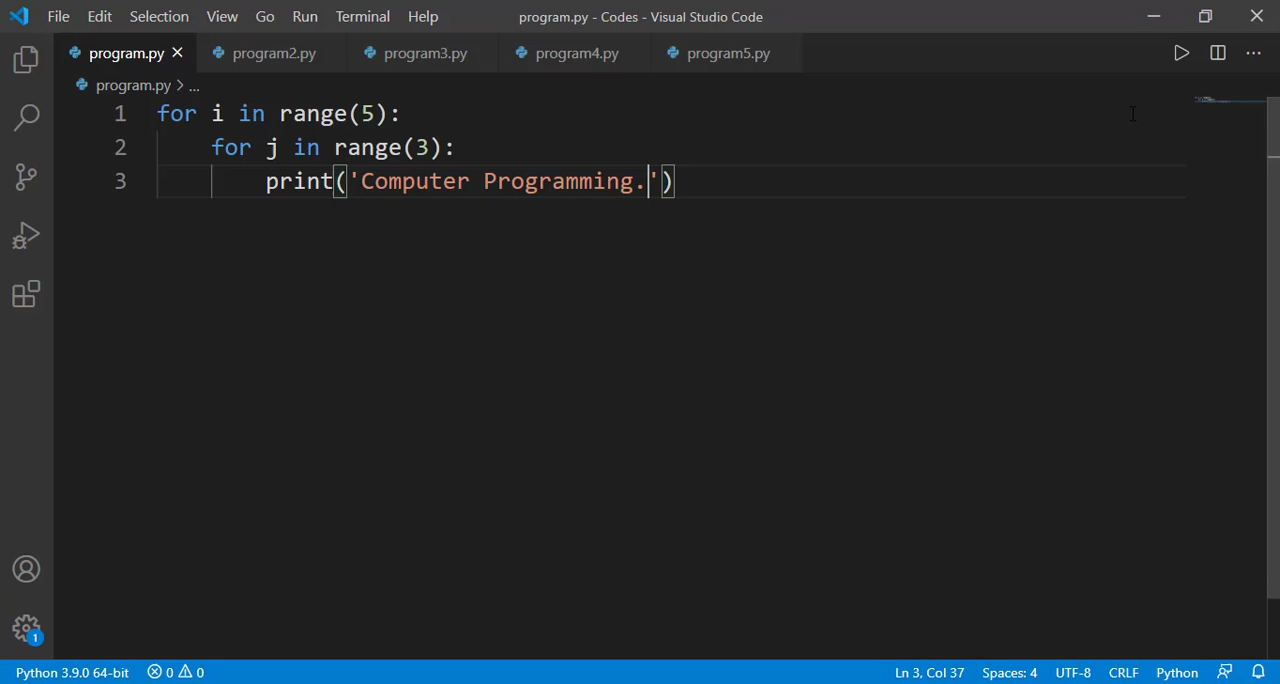 File Edit Selection View Go Run Terminal Help program.py - Codes - Visual Studio Code
program.py program2.py program3.py program4.py program5.py
program.py > ...
1 for i in range(5):
2 for j in range(3):
3 print('Computer Programming.')
1
Python 3.9.0 64-bit 0 0 Ln 3, Col 37 Spaces: 4 UTF-8 CRLF Python